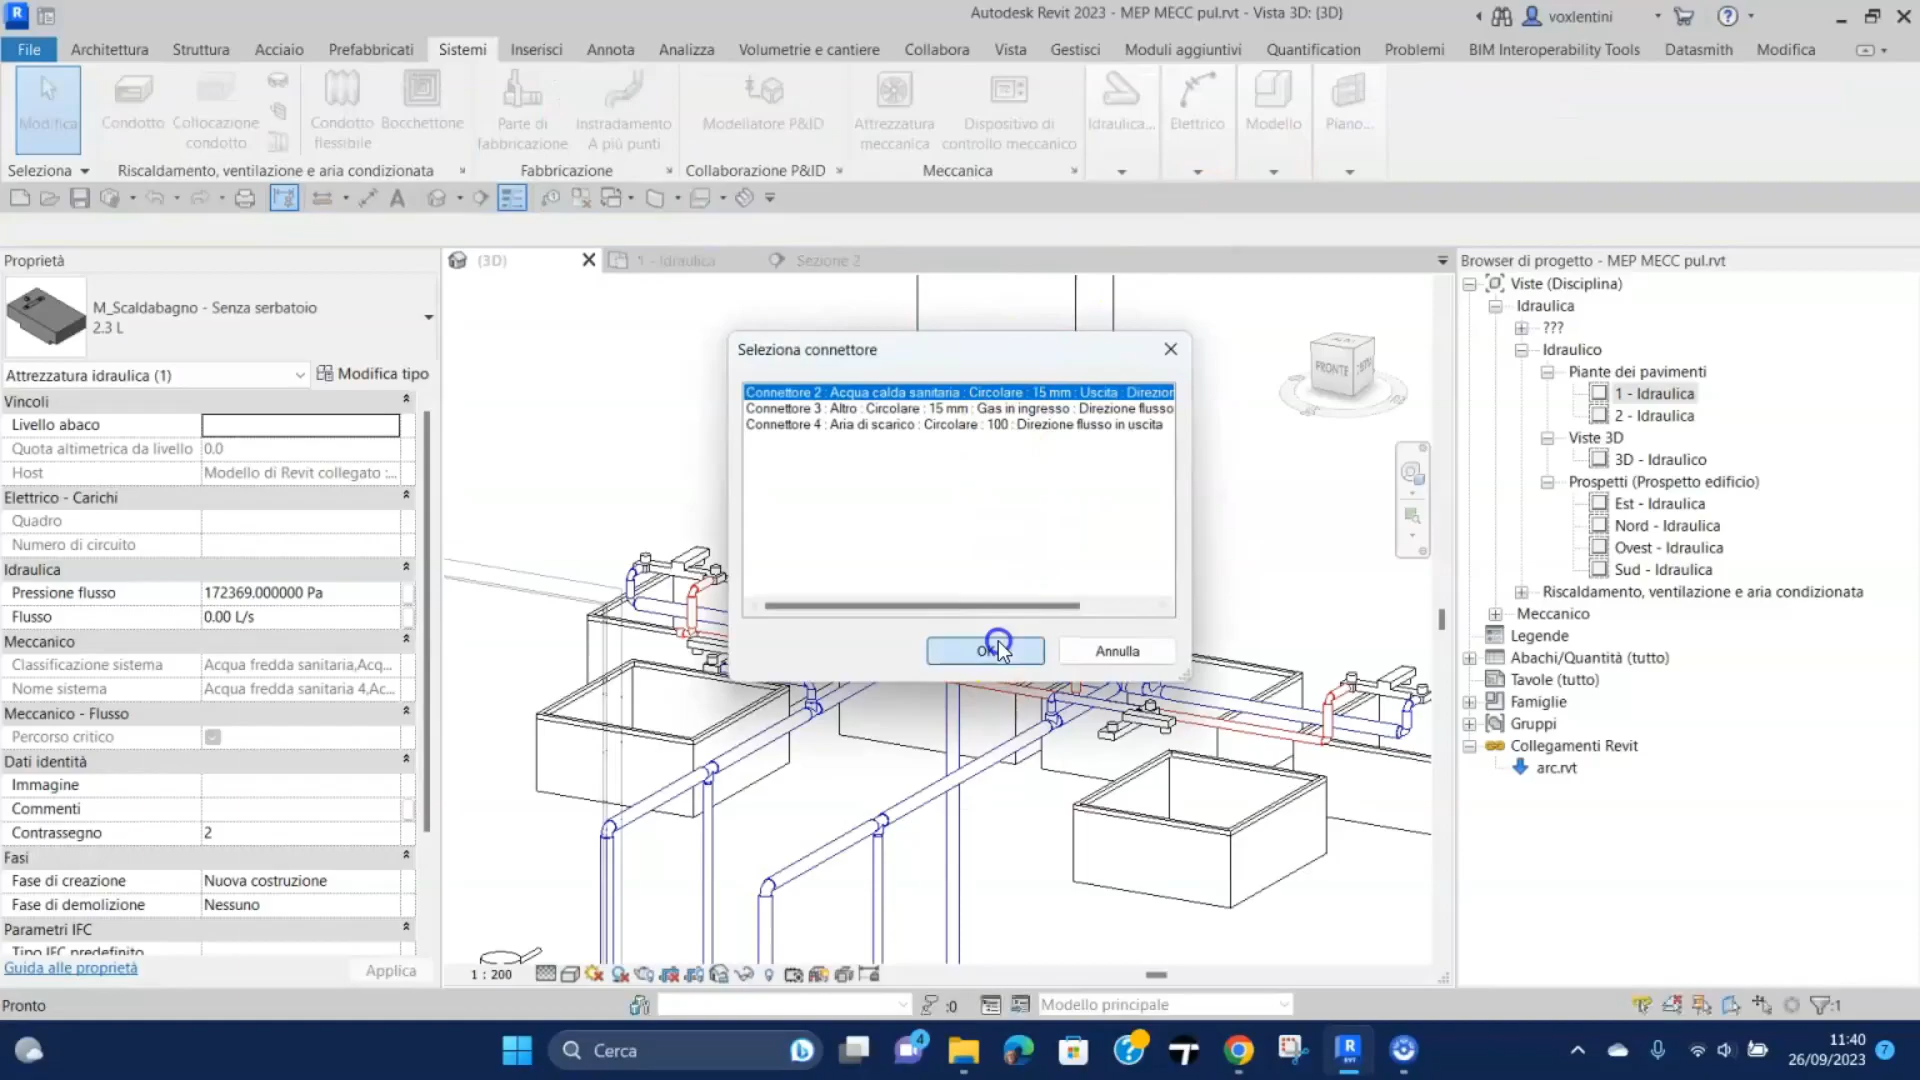 Autodesk Revit 2023 - MEP MECC pul.rvt - Vista 3D: {3D}
voxlentini
File Architettura Struttura Acciaio Prefabbricati Sistemi Inserisci Annota Analizza Volumetrie e cantiere Collabora Vista Gestisci Moduli aggiuntivi Quantification Problemi BIM Interoperability Tools Datasmith Modifica
Modifica
Condotto
Collocazione
condotto
Condotto
flessibile
Bocchettone
Parte di
fabbricazione
Instradamento
A più punti
Modellatore P&ID
Attrezzatura
meccanica
Dispositivo di
controllo meccanico
Idraulica...
Elettrico
Modello
Piano...
Seleziona
Riscaldamento, ventilazione e aria condizionata
Fabbricazione
Collaborazione P&ID
Meccanica
Proprietà
M_Scaldabagno - Senza serbatoio
2.3 L
Attrezzatura idraulica (1)
Modifica tipo
Vincoli
Livello abaco
Quota altimetrica da livello 0.0
Host Modello di Revit collegato :...
Elettrico - Carichi
Quadro
Numero di circuito
Idraulica
Pressione flusso 172369.000000 Pa
Flusso 0.00 L/s
Meccanico
Classificazione sistema Acqua fredda sanitaria,Acq...
Nome sistema Acqua fredda sanitaria 4,Ac...
Meccanico - Flusso
Percorso critico
Dati identità
Immagine
Commenti
Contrassegno 2
Fasi
Fase di creazione Nuova costruzione
Fase di demolizione Nessuno
Parametri IFC
Tipo IFC predefinito
Guida alle proprietà
Applica
{3D}
1 - Idraulica
Sezione 2
Seleziona connettore
Connettore 2 : Acqua calda sanitaria : Circolare : 15 mm : Uscita : Direzion
Connettore 3 : Altro : Circolare : 15 mm : Gas in ingresso : Direzione flusso
Connettore 4 : Aria di scarico : Circolare : 100 : Direzione flusso in uscita
OK
Annulla
FRONTE
1 : 200
Browser di progetto - MEP MECC pul.rvt
Viste (Disciplina)
Idraulica
???
Idraulico
Piante dei pavimenti
1 - Idraulica
2 - Idraulica
Viste 3D
3D - Idraulico
Prospetti (Prospetto edificio)
Est - Idraulica
Nord - Idraulica
Ovest - Idraulica
Sud - Idraulica
Riscaldamento, ventilazione e aria condizionata
Meccanico
Legende
Abachi/Quantità (tutto)
Tavole (tutto)
Famiglie
Gruppi
Collegamenti Revit
arc.rvt
Pronto
:0
Modello principale
:1
Cerca
4
11:40
26/09/2023
7